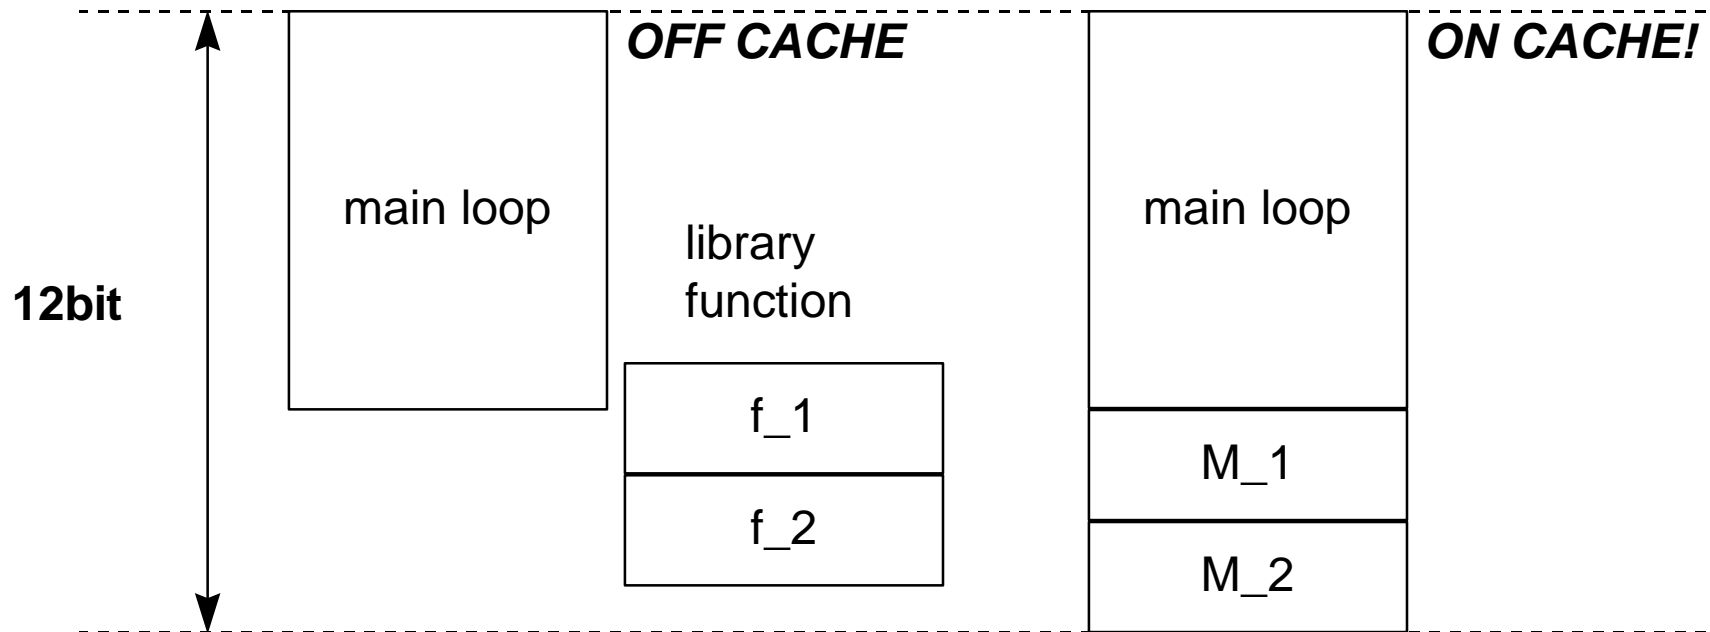 OFF CACHE
ON CACHE!
main loop
main loop
library
function
12bit
f_1
M_1
f_2
M_2